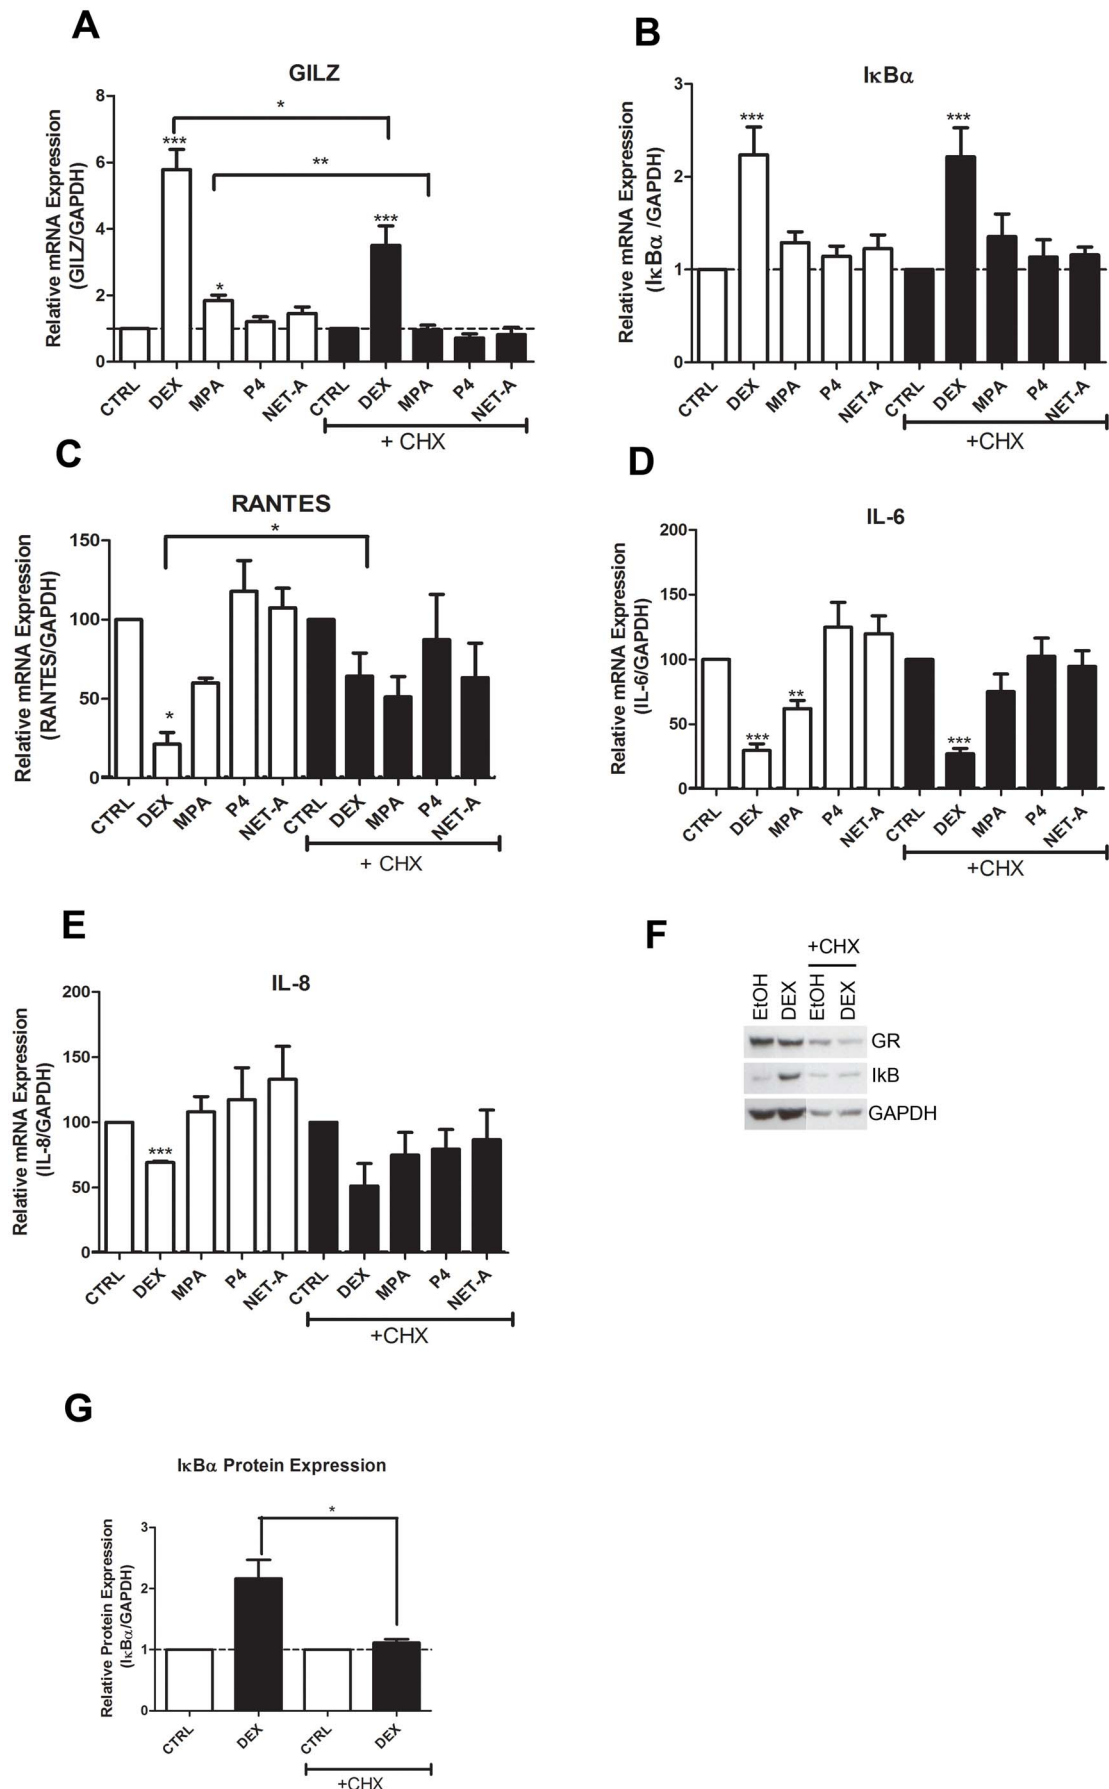 A
GILZ
Relative mRNA Expression
(GILZ/GAPDH)
8
6
4
2
0
*
**
***
*
***
CTRL
DEX
MPA
P4
NET-A
CTRL
DEX
MPA
P4
NET-A
+ CHX
B
IκBα
Relative mRNA Expression
(IκBα /GAPDH)
3
2
1
0
***
***
CTRL
DEX
MPA
P4
NET-A
CTRL
DEX
MPA
P4
NET-A
+CHX
C
RANTES
Relative mRNA Expression
(RANTES/GAPDH)
150
100
50
0
*
*
CTRL
DEX
MPA
P4
NET-A
CTRL
DEX
MPA
P4
NET-A
+ CHX
D
IL-6
Relative mRNA Expression
(IL-6/GAPDH)
200
150
100
50
0
***
**
***
CTRL
DEX
MPA
P4
NET-A
CTRL
DEX
MPA
P4
NET-A
+CHX
E
IL-8
Relative mRNA Expression
(IL-8/GAPDH)
200
150
100
50
0
***
CTRL
DEX
MPA
P4
NET-A
CTRL
DEX
MPA
P4
NET-A
+CHX
F
+CHX
EtOH
DEX
EtOH
DEX
GR
IkB
GAPDH
G
IκBα Protein Expression
Relative Protein Expression
(IκBα/GAPDH)
3
2
1
0
*
CTRL
DEX
CTRL
DEX
+CHX